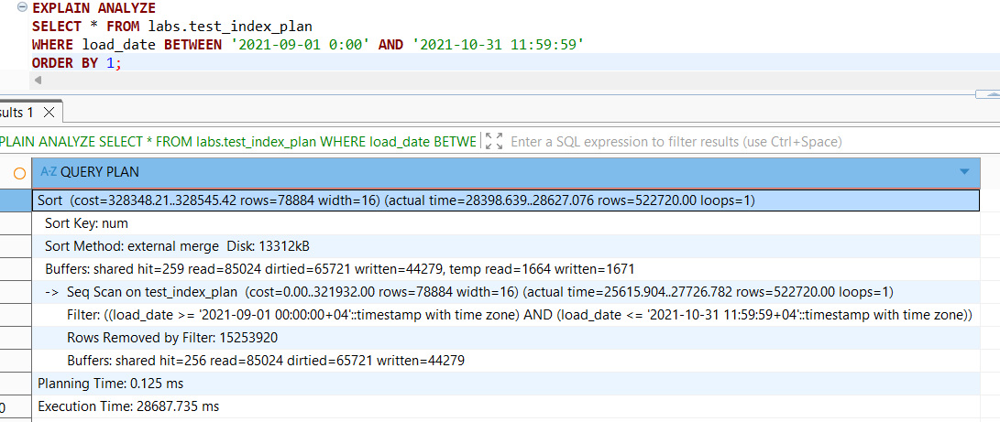 EXPLAIN ANALYZE
SELECT * FROM labs.test_index_plan
WHERE load_date BETWEEN '2021-09-01 0:00' AND '2021-10-31 11:59:59'
ORDER BY 1;
sults 1
PLAIN ANALYZE SELECT * FROM labs.test_index_plan WHERE load_date BETWE Enter a SQL expression to filter results (use Ctrl+Space)
A-Z QUERY PLAN
Sort (cost=328348.21..328545.42 rows=78884 width=16) (actual time=28398.639..28627.076 rows=522720.00 loops=1)
Sort Key: num
Sort Method: external merge Disk: 13312kB
Buffers: shared hit=259 read=85024 dirtied=65721 written=44279, temp read=1664 written=1671
-> Seq Scan on test_index_plan (cost=0.00..321932.00 rows=78884 width=16) (actual time=25615.904..27726.782 rows=522720.00 loops=1)
Filter: ((load_date >= '2021-09-01 00:00:00+04'::timestamp with time zone) AND (load_date <= '2021-10-31 11:59:59+04'::timestamp with time zone))
Rows Removed by Filter: 15253920
Buffers: shared hit=256 read=85024 dirtied=65721 written=44279
Planning Time: 0.125 ms
0 Execution Time: 28687.735 ms